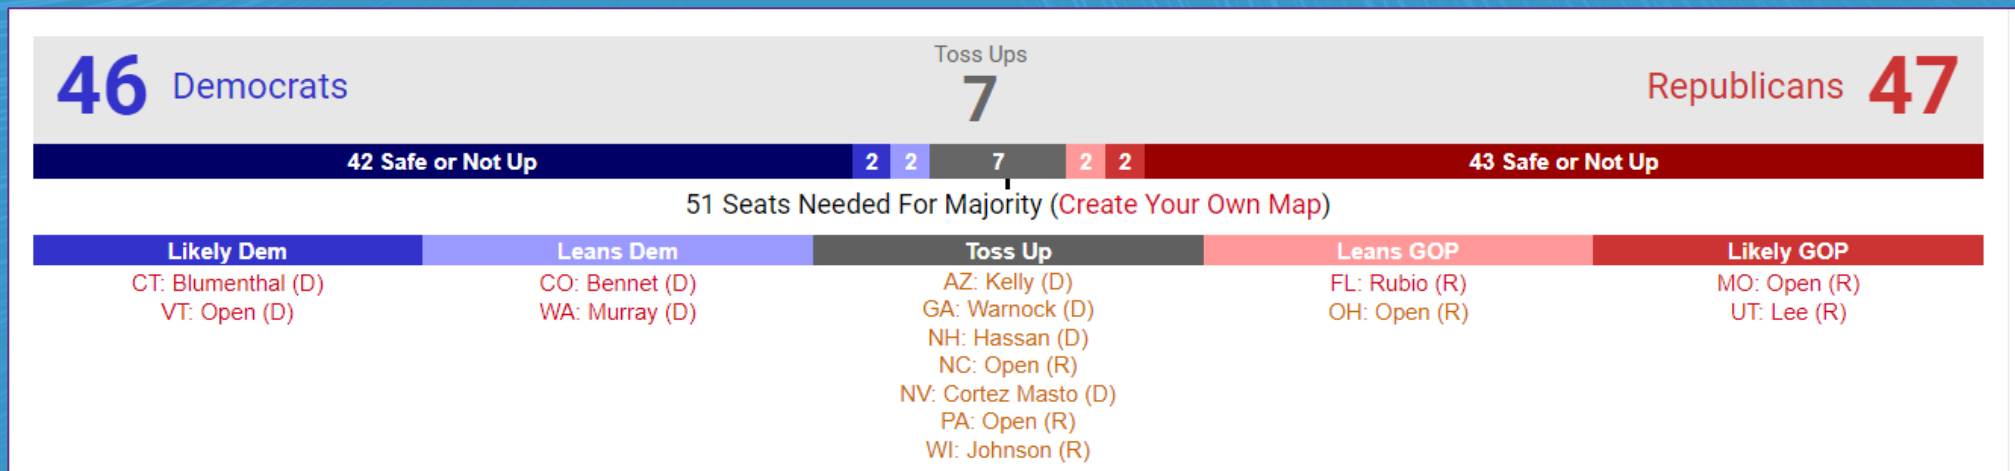 46 Democrats
Toss Ups
7
Republicans 47
42 Safe or Not Up 2 2 7 2 2 43 Safe or Not Up
51 Seats Needed For Majority (Create Your Own Map)
Likely Dem
CT: Blumenthal (D)
VT: Open (D)
Leans Dem
CO: Bennet (D)
WA: Murray (D)
Toss Up
AZ: Kelly (D)
GA: Warnock (D)
NH: Hassan (D)
NC: Open (R)
NV: Cortez Masto (D)
PA: Open (R)
WI: Johnson (R)
Leans GOP
FL: Rubio (R)
OH: Open (R)
Likely GOP
MO: Open (R)
UT: Lee (R)